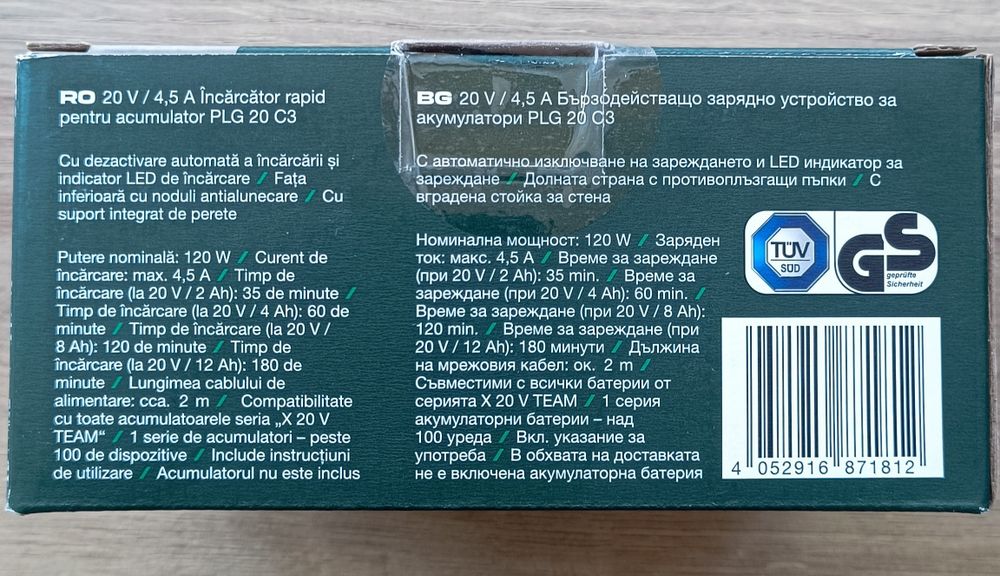 RO 20 V / 4,5 A Încărcător rapid
pentru acumulator PLG 20 C3
Cu dezactivare automată a încărcării și
indicator LED de încărcare / Fața
inferioară cu noduli antialunecare / Cu
suport integrat de perete
Putere nominală: 120 W / Curent de
încărcare: max. 4,5 A / Timp de
încărcare (la 20 V / 2 Ah): 35 de minute /
Timp de încărcare (la 20 V / 4 Ah): 60 de
minute / Timp de încărcare (la 20 V /
8 Ah): 120 de minute / Timp de
încărcare (la 20 V / 12 Ah): 180 de
minute / Lungimea cablului de
alimentare: cca. 2 m / Compatibilitate
cu toate acumulatoarele seria „X 20 V
TEAM“ / 1 serie de acumulatori – peste
100 de dispozitive / Include instrucțiuni
de utilizare / Acumulatorul nu este inclus
BG 20 V / 4,5 A Бързодействащо зарядно устройство за
акумулатори PLG 20 C3
С автоматично изключване на зареждането и LED индикатор за
зареждане / Долната страна с противоплъзгащи пъпки / С
вградена стойка за стена
Номинална мощност: 120 W / Заряден
ток: макс. 4,5 A / Време за зареждане
(при 20 V / 2 Ah): 35 min. / Време за
зареждане (при 20 V / 4 Ah): 60 min. /
Време за зареждане (при 20 V / 8 Ah):
120 min. / Време за зареждане (при
20 V / 12 Ah): 180 минути / Дължина
на мрежовия кабел: ок. 2 m /
Съвместими с всички батерии от
серията X 20 V TEAM / 1 серия
акумулаторни батерии – над
100 уреда / Вкл. указание за
употреба / В обхвата на доставката
не е включена акумулаторна батерия
TÜV
SÜD
GS
geprüfte
Sicherheit
4 052916 871812